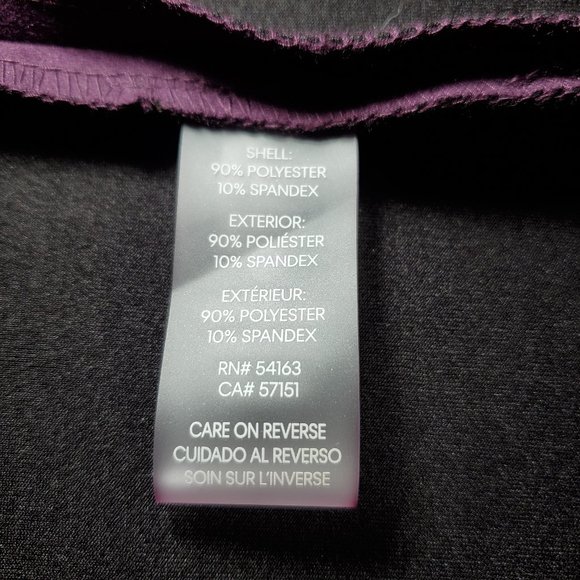 SHELL:
90% POLYESTER
10% SPANDEX
EXTERIOR:
90% POLIÉSTER
10% SPANDEX
EXTÉRIEUR:
90% POLYESTER
10% SPANDEX
RN# 54163
CA# 57151
CARE ON REVERSE
CUIDADO AL REVERSO
SOIN SUR L'INVERSE